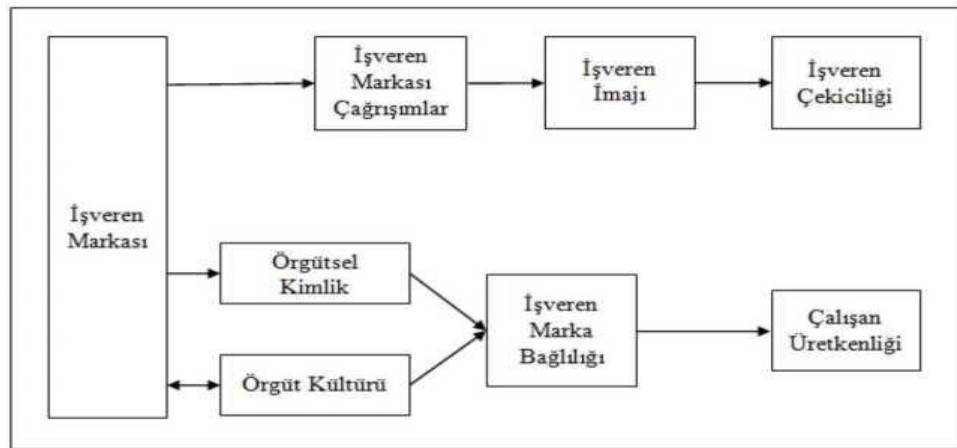 İşveren
Markası
İşveren
Markası
Çağrışımlar
İşveren
İmajı
İşveren
Çekiciliği
Örgütsel
Kimlik
Örgüt Kültürü
İşveren
Marka
Bağlılığı
Çalışan
Üretkenliği